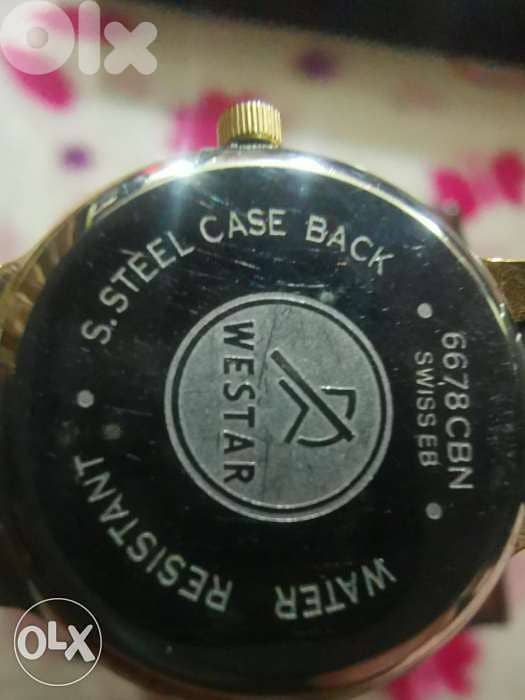 olx
S. STEEL CASE BACK
6678 CBN
SWISS EB
WESTAR
WATER RESISTANT
OLX